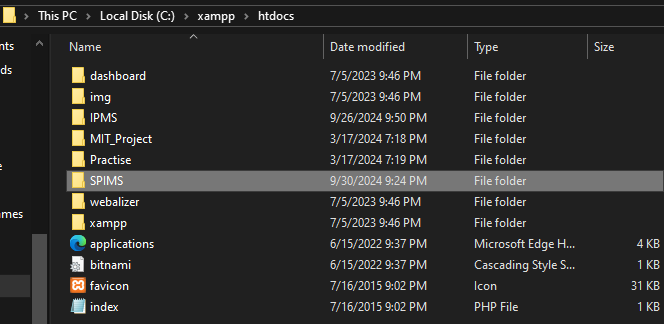 This PC > Local Disk (C:) > xampp > htdocs
Name Date modified Type Size
dashboard 7/5/2023 9:46 PM File folder
img 7/5/2023 9:46 PM File folder
IPMS 9/26/2024 9:50 PM File folder
MIT_Project 3/17/2024 7:18 PM File folder
Practise 3/17/2024 7:19 PM File folder
SPIMS 9/30/2024 9:24 PM File folder
webalizer 7/5/2023 9:46 PM File folder
xampp 7/5/2023 9:46 PM File folder
applications 6/15/2022 9:37 PM Microsoft Edge H... 4 KB
bitnami 6/15/2022 9:37 PM Cascading Style S... 1 KB
favicon 7/16/2015 9:02 PM Icon 31 KB
index 7/16/2015 9:02 PM PHP File 1 KB